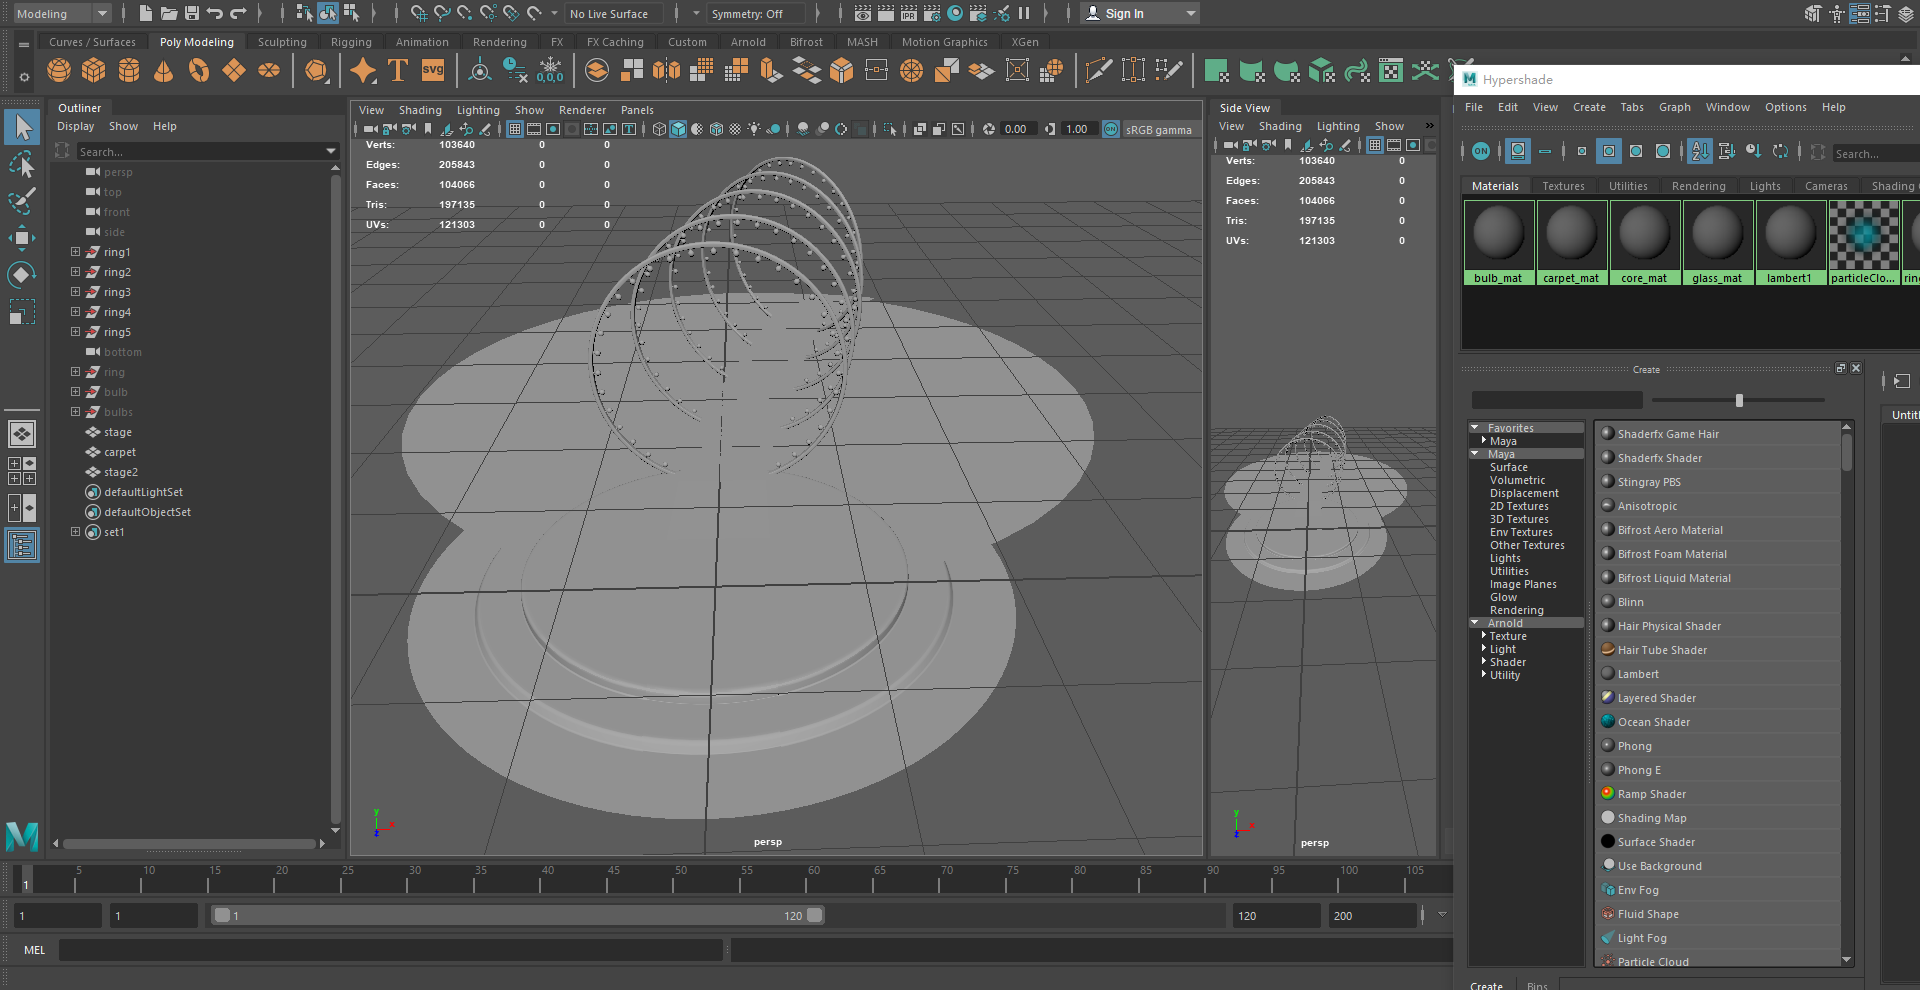 Modeling
No Live Surface
Symmetry: Off
Sign In
IPR
Curves / Surfaces
Poly Modeling
Sculpting
Rigging
Animation
Rendering
FX
FX Caching
Custom
Arnold
Bifrost
MASH
Motion Graphics
XGen
T
SVG
0,0,0
Outliner
Display
Show
Help
Search...
persp
top
front
side
ring1
ring2
ring3
ring4
ring5
bottom
ring
bulb
bulbs
stage
carpet
stage2
defaultLightSet
defaultObjectSet
set1
View
Shading
Lighting
Show
Renderer
Panels
0.00
1.00
ON
sRGB gamma
Verts: 103640 0 0
Edges: 205843 0 0
Faces: 104066 0 0
Tris: 197135 0 0
UVs: 121303 0 0
y
x
z
persp
Side View
View
Shading
Lighting
Show
»
Verts: 103640 0
Edges: 205843 0
Faces: 104066 0
Tris: 197135 0
UVs: 121303 0
y
x
z
persp
M Hypershade
File
Edit
View
Create
Tabs
Graph
Window
Options
Help
ON
Search...
Materials
Textures
Utilities
Rendering
Lights
Cameras
Shading
bulb_mat
carpet_mat
core_mat
glass_mat
lambert1
particleClo...
ring
Create
Untitl
Favorites
Maya
Maya
Surface
Volumetric
Displacement
2D Textures
3D Textures
Env Textures
Other Textures
Lights
Utilities
Image Planes
Glow
Rendering
Arnold
Texture
Light
Shader
Utility
Shaderfx Game Hair
Shaderfx Shader
Stingray PBS
Anisotropic
Bifrost Aero Material
Bifrost Foam Material
Bifrost Liquid Material
Blinn
Hair Physical Shader
Hair Tube Shader
Lambert
Layered Shader
Ocean Shader
Phong
Phong E
Ramp Shader
Shading Map
Surface Shader
Use Background
Env Fog
Fluid Shape
Light Fog
Particle Cloud
Create
Bins
M
1
5 10 15 20 25 30 35 40 45 50 55 60 65 70 75 80 85 90 95 100 105
1
1
1
120
120
200
MEL